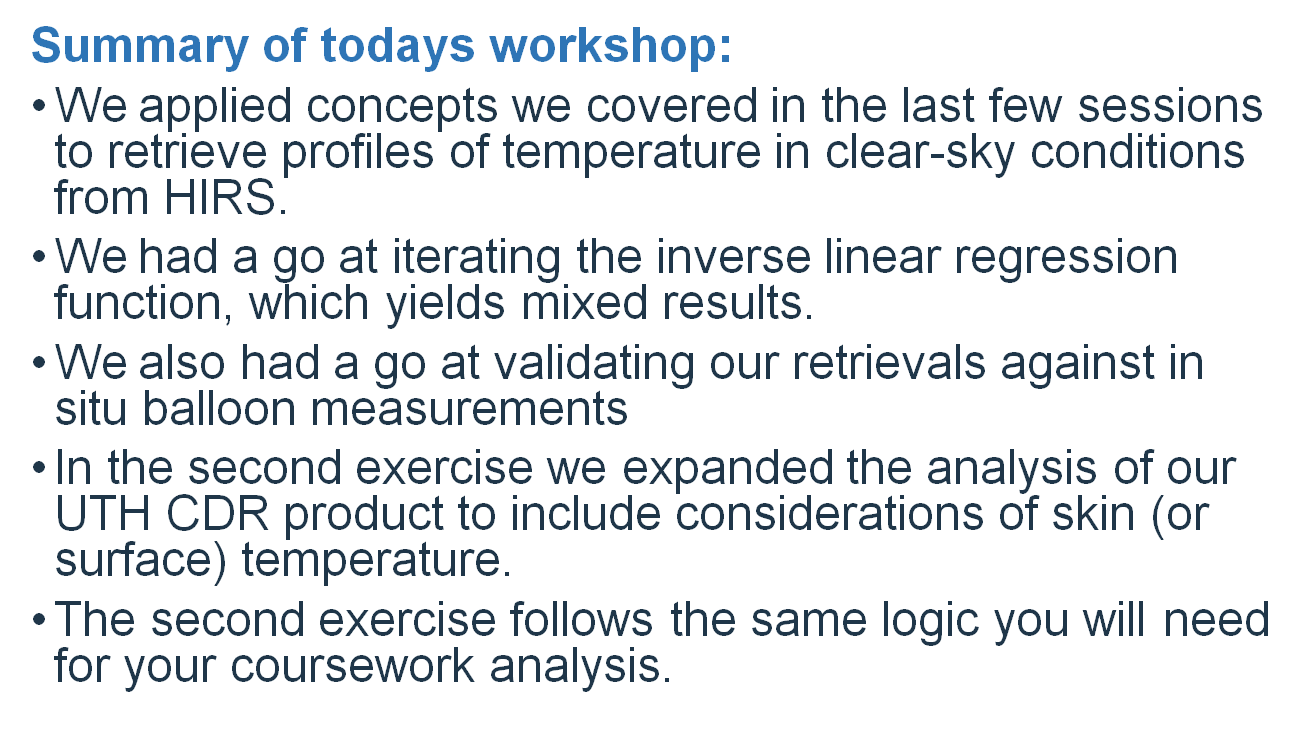 Summary of todays workshop:
• We applied concepts we covered in the last few sessions
to retrieve profiles of temperature in clear-sky conditions
from HIRS.
• We had a go at iterating the inverse linear regression
function, which yields mixed results.
• We also had a go at validating our retrievals against in
situ balloon measurements
• In the second exercise we expanded the analysis of our
UTH CDR product to include considerations of skin (or
surface) temperature.
• The second exercise follows the same logic you will need
for your coursework analysis.